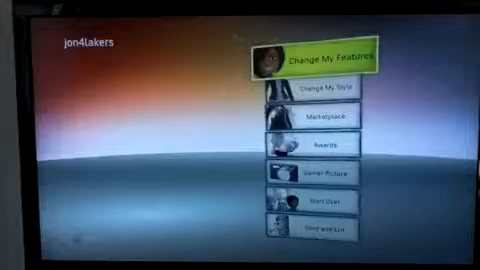 jon4lakers
Change My Features
Change My Style
Marketplace
Awards
Gamer Picture
Start Over
Save and Exit